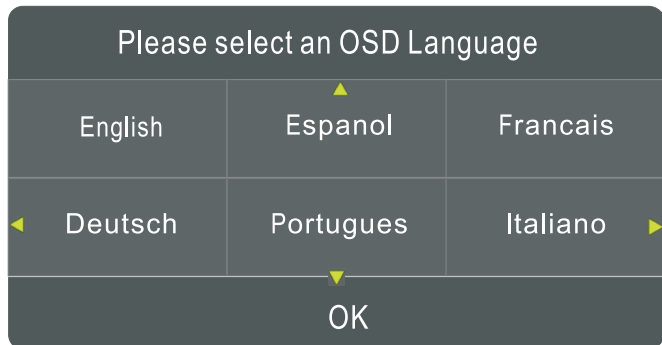 Please select an OSD Language
English Espanol Francais
Deutsch Portugues Italiano
OK